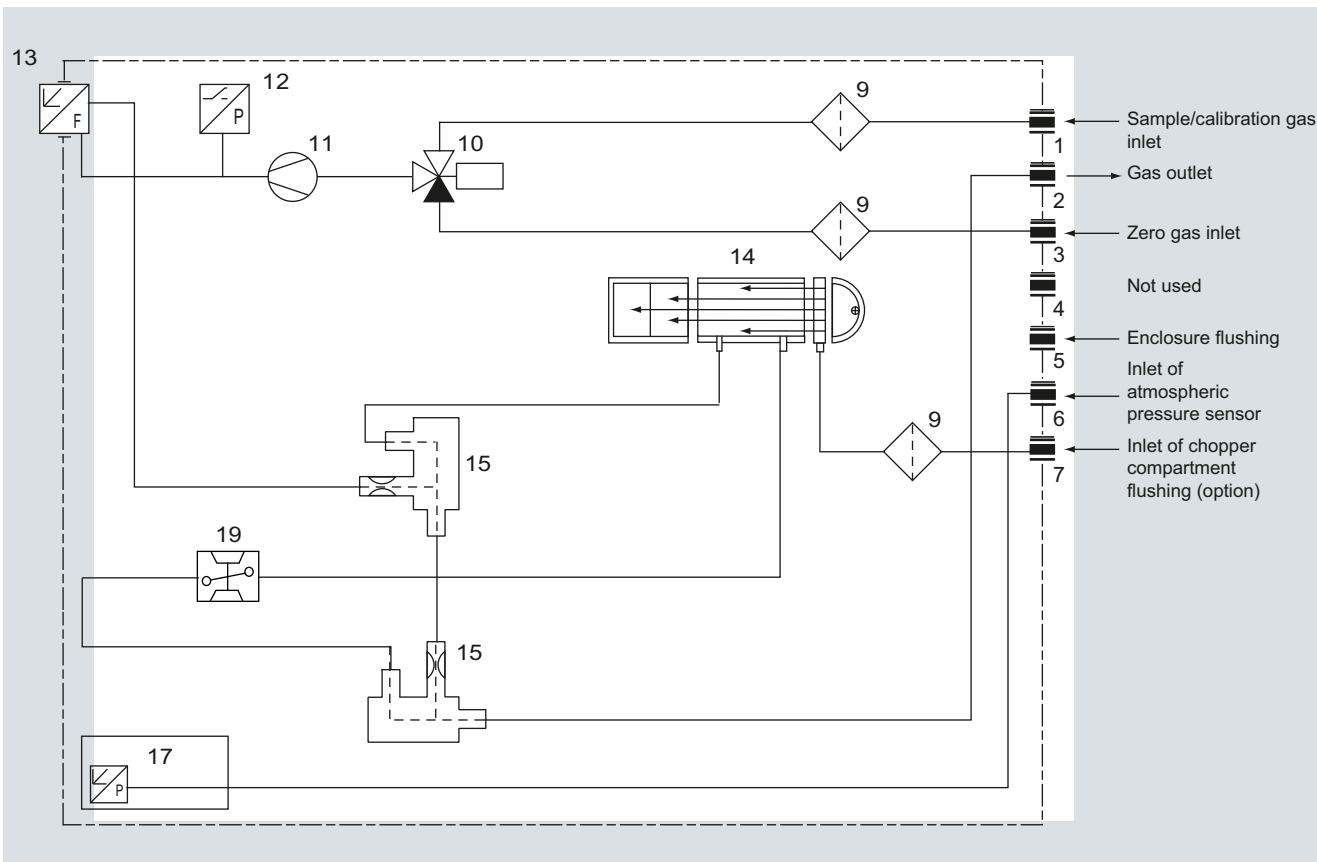 13
12
F
P
11
10
9
Sample/calibration gas
inlet
1
Gas outlet
2
9
Zero gas inlet
3
14
Not used
4
Enclosure flushing
5
Inlet of
atmospheric
pressure sensor
6
9
Inlet of chopper
compartment
flushing (option)
7
15
19
15
17
P